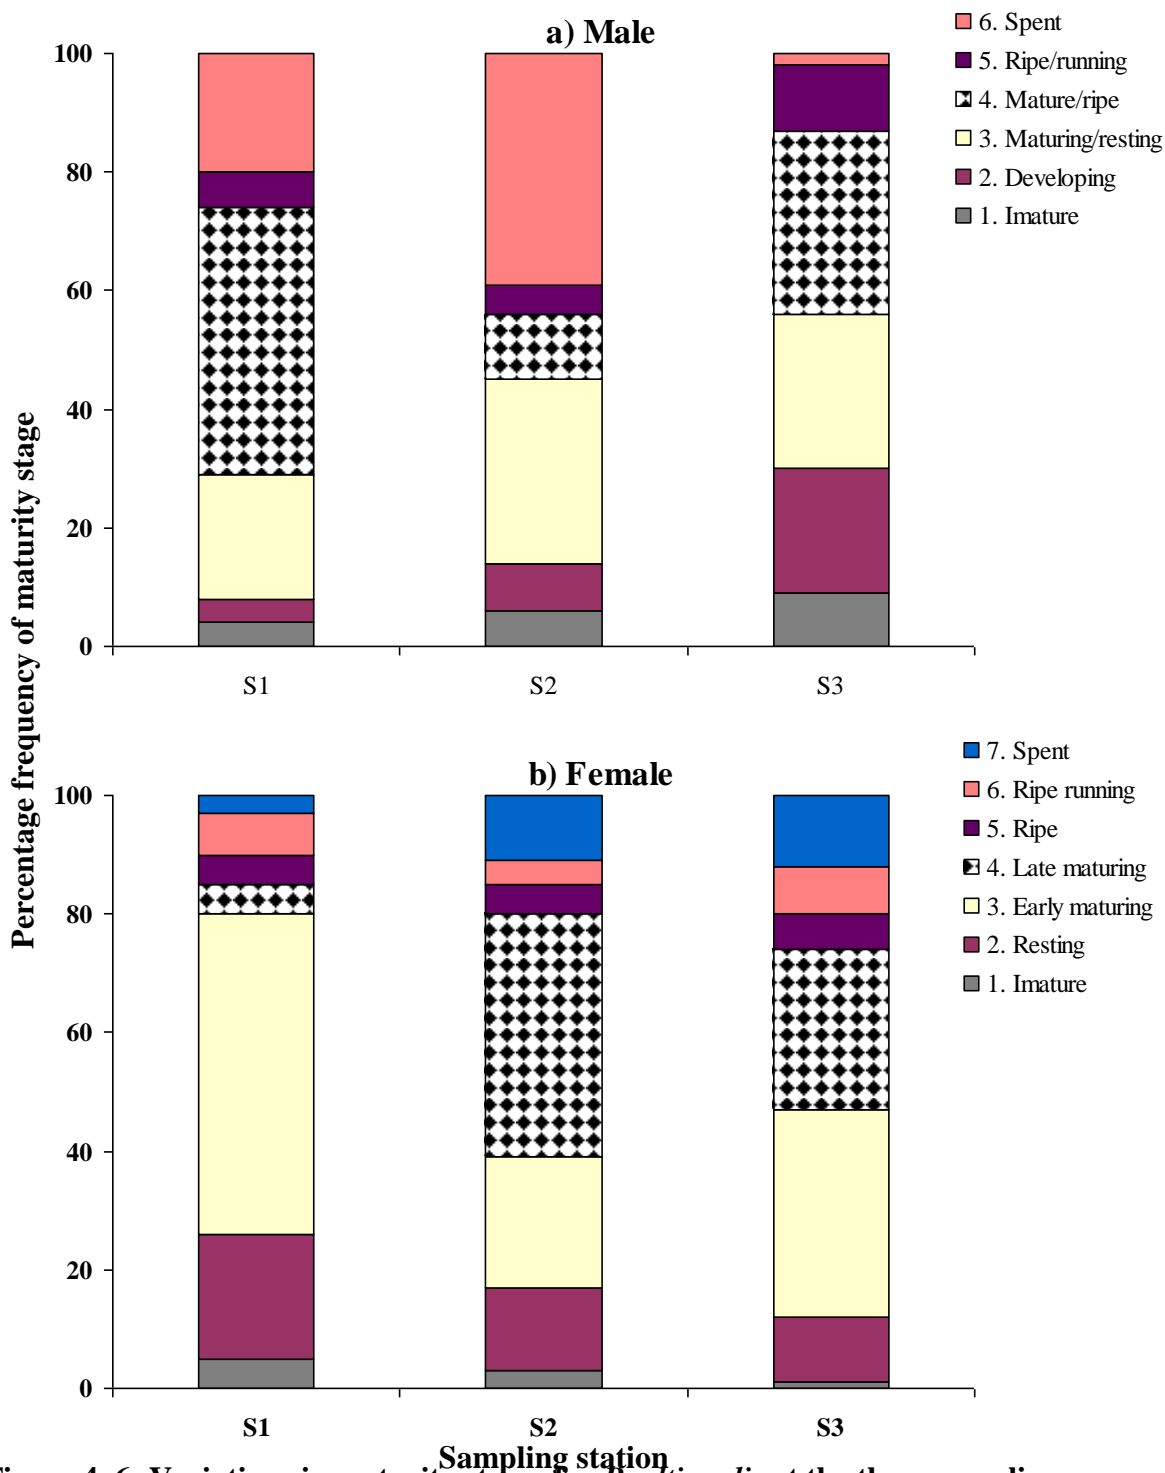 a) Male
6. Spent
5. Ripe/running
4. Mature/ripe
3. Maturing/resting
2. Developing
1. Imature
100
80
60
40
20
0
S1 S2 S3
Percentage frequency of maturity stage
b) Female
7. Spent
6. Ripe running
5. Ripe
4. Late maturing
3. Early maturing
2. Resting
1. Imature
100
80
60
40
20
0
S1 S2 S3
Sampling station